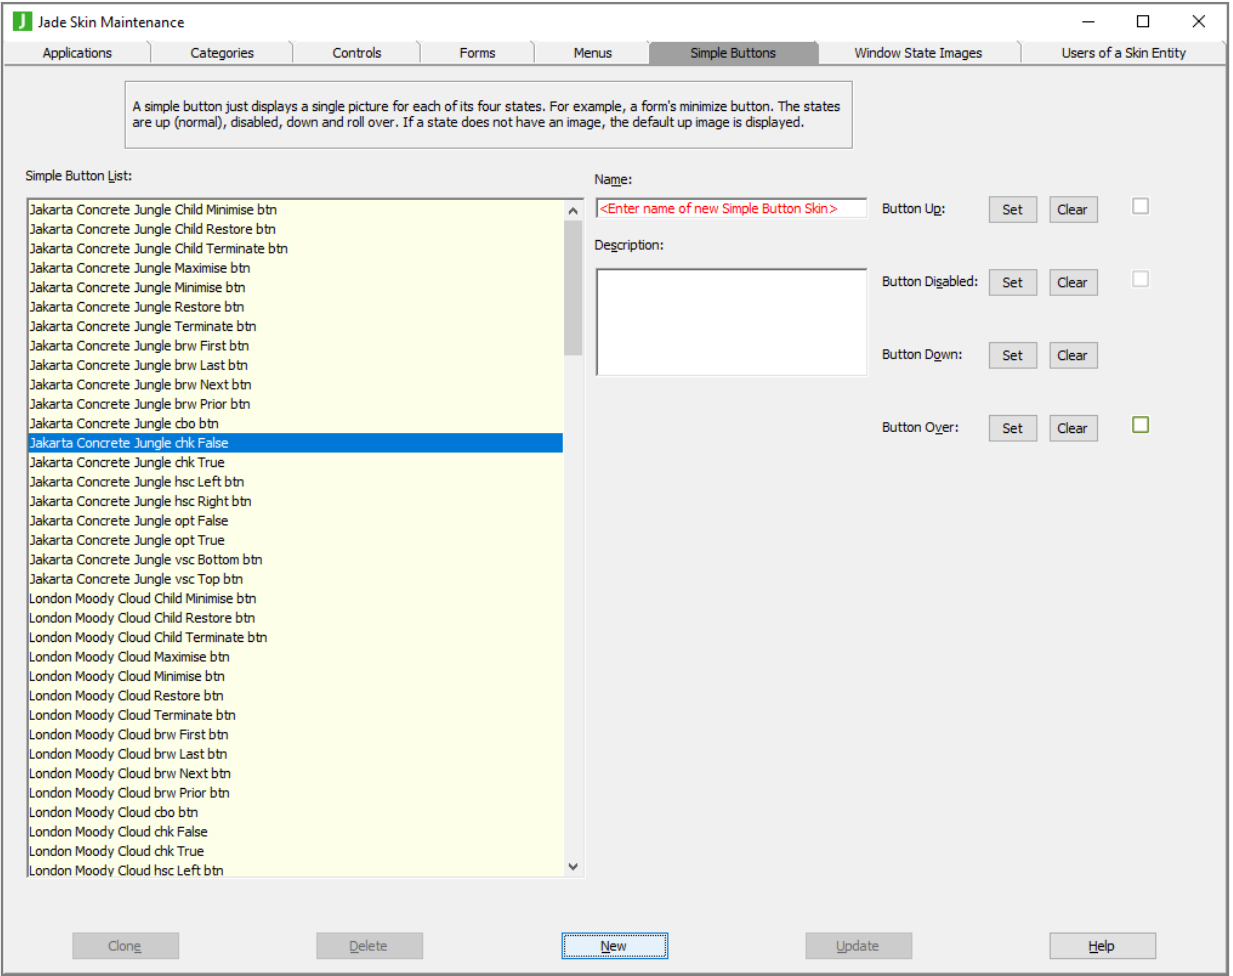 Jade Skin Maintenance
Applications Categories Controls Forms Menus Simple Buttons Window State Images Users of a Skin Entity
A simple button just displays a single picture for each of its four states. For example, a form's minimize button. The states
are up (normal), disabled, down and roll over. If a state does not have an image, the default up image is displayed.
Simple Button List:
Jakarta Concrete Jungle Child Minimise btn
Jakarta Concrete Jungle Child Restore btn
Jakarta Concrete Jungle Child Terminate btn
Jakarta Concrete Jungle Maximise btn
Jakarta Concrete Jungle Minimise btn
Jakarta Concrete Jungle Restore btn
Jakarta Concrete Jungle Terminate btn
Jakarta Concrete Jungle brw First btn
Jakarta Concrete Jungle brw Last btn
Jakarta Concrete Jungle brw Next btn
Jakarta Concrete Jungle brw Prior btn
Jakarta Concrete Jungle cbo btn
Jakarta Concrete Jungle chk False
Jakarta Concrete Jungle chk True
Jakarta Concrete Jungle hsc Left btn
Jakarta Concrete Jungle hsc Right btn
Jakarta Concrete Jungle opt False
Jakarta Concrete Jungle opt True
Jakarta Concrete Jungle vsc Bottom btn
Jakarta Concrete Jungle vsc Top btn
London Moody Cloud Child Minimise btn
London Moody Cloud Child Restore btn
London Moody Cloud Child Terminate btn
London Moody Cloud Maximise btn
London Moody Cloud Minimise btn
London Moody Cloud Restore btn
London Moody Cloud Terminate btn
London Moody Cloud brw First btn
London Moody Cloud brw Last btn
London Moody Cloud brw Next btn
London Moody Cloud brw Prior btn
London Moody Cloud cbo btn
London Moody Cloud chk False
London Moody Cloud chk True
London Moody Cloud hsc Left btn
Name:
<Enter name of new Simple Button Skin>
Description:
Button Up: Set Clear
Button Disabled: Set Clear
Button Down: Set Clear
Button Over: Set Clear
Clone Delete New Update Help